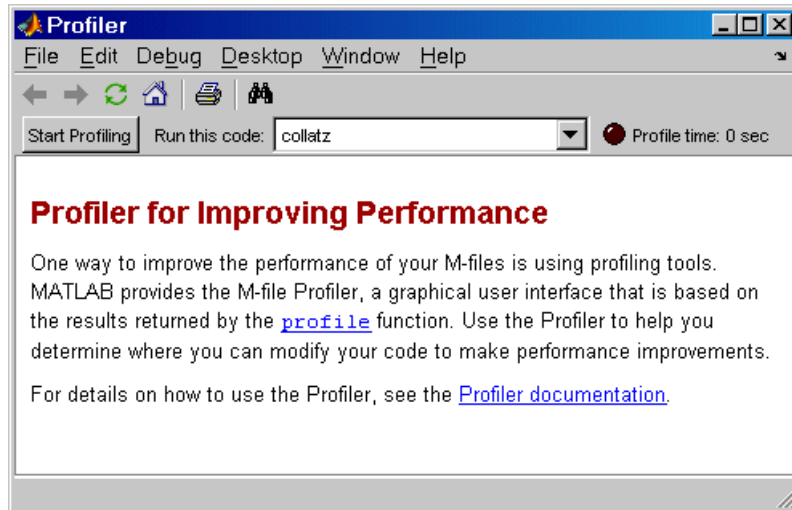 Profiler
File Edit Debug Desktop Window Help
Start Profiling Run this code: collatz Profile time: 0 sec
Profiler for Improving Performance
One way to improve the performance of your M-files is using profiling tools.
MATLAB provides the M-file Profiler, a graphical user interface that is based on
the results returned by the profile function. Use the Profiler to help you
determine where you can modify your code to make performance improvements.
For details on how to use the Profiler, see the Profiler documentation.